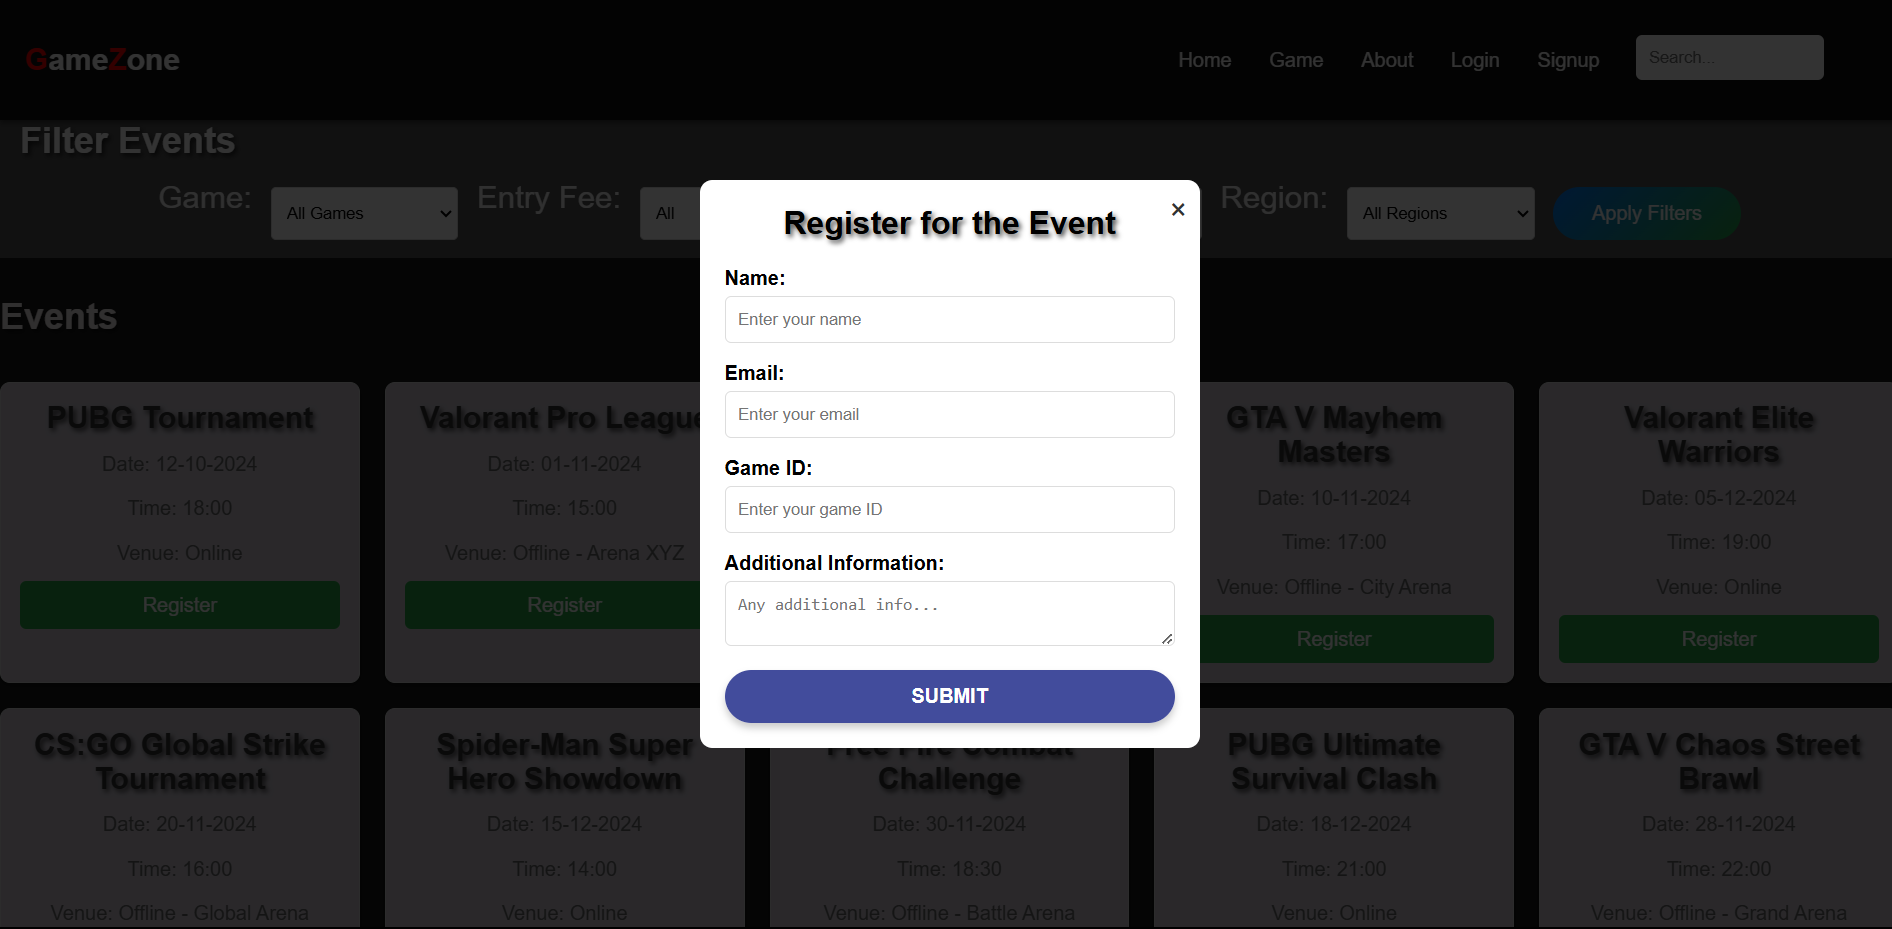 GameZone
Home
Game
About
Login
Signup
Search...
Filter Events
Game:
All Games
Entry Fee:
All
Region:
All Regions
Apply Filters
Register for the Event
×
Name:
Enter your name
Email:
Enter your email
Game ID:
Enter your game ID
Additional Information:
Any additional info...
SUBMIT
Events
PUBG Tournament
Date: 12-10-2024
Time: 18:00
Venue: Online
Register
Valorant Pro League
Date: 01-11-2024
Time: 15:00
Venue: Offline - Arena XYZ
Register
GTA V Mayhem
Masters
Date: 10-11-2024
Time: 17:00
Venue: Offline - City Arena
Register
Valorant Elite
Warriors
Date: 05-12-2024
Time: 19:00
Venue: Online
Register
CS:GO Global Strike
Tournament
Date: 20-11-2024
Time: 16:00
Venue: Offline - Global Arena
Spider-Man Super
Hero Showdown
Date: 15-12-2024
Time: 14:00
Venue: Online
Free Fire Combat
Challenge
Date: 30-11-2024
Time: 18:30
Venue: Offline - Battle Arena
PUBG Ultimate
Survival Clash
Date: 18-12-2024
Time: 21:00
Venue: Online
GTA V Chaos Street
Brawl
Date: 28-11-2024
Time: 22:00
Venue: Offline - Grand Arena